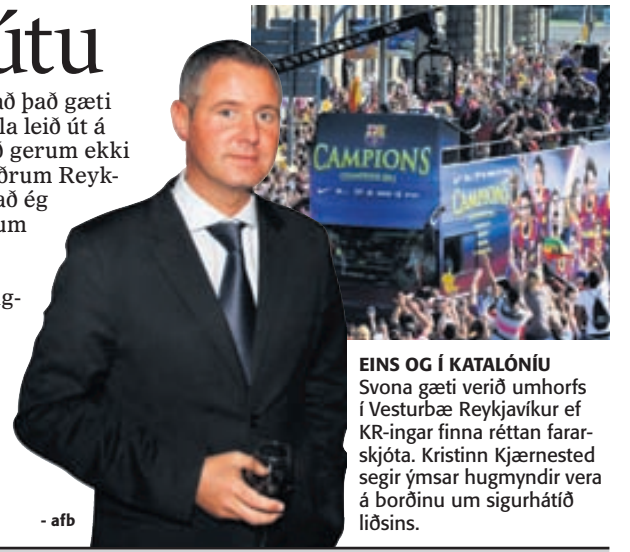 útu
að það gæti
la leið út á
ð gerum ekki
ðrum Reyk-
að ég
um
g-
- afb
CAMPIONS
CAMPIONS
EINS OG Í KATALÓNÍU
Svona gæti verið umhorfs
í Vesturbæ Reykjavíkur ef
KR-ingar finna réttan farar-
skjóta. Kristinn Kjærnested
segir ýmsar hugmyndir vera
á borðinu um sigurhátíð
liðsins.